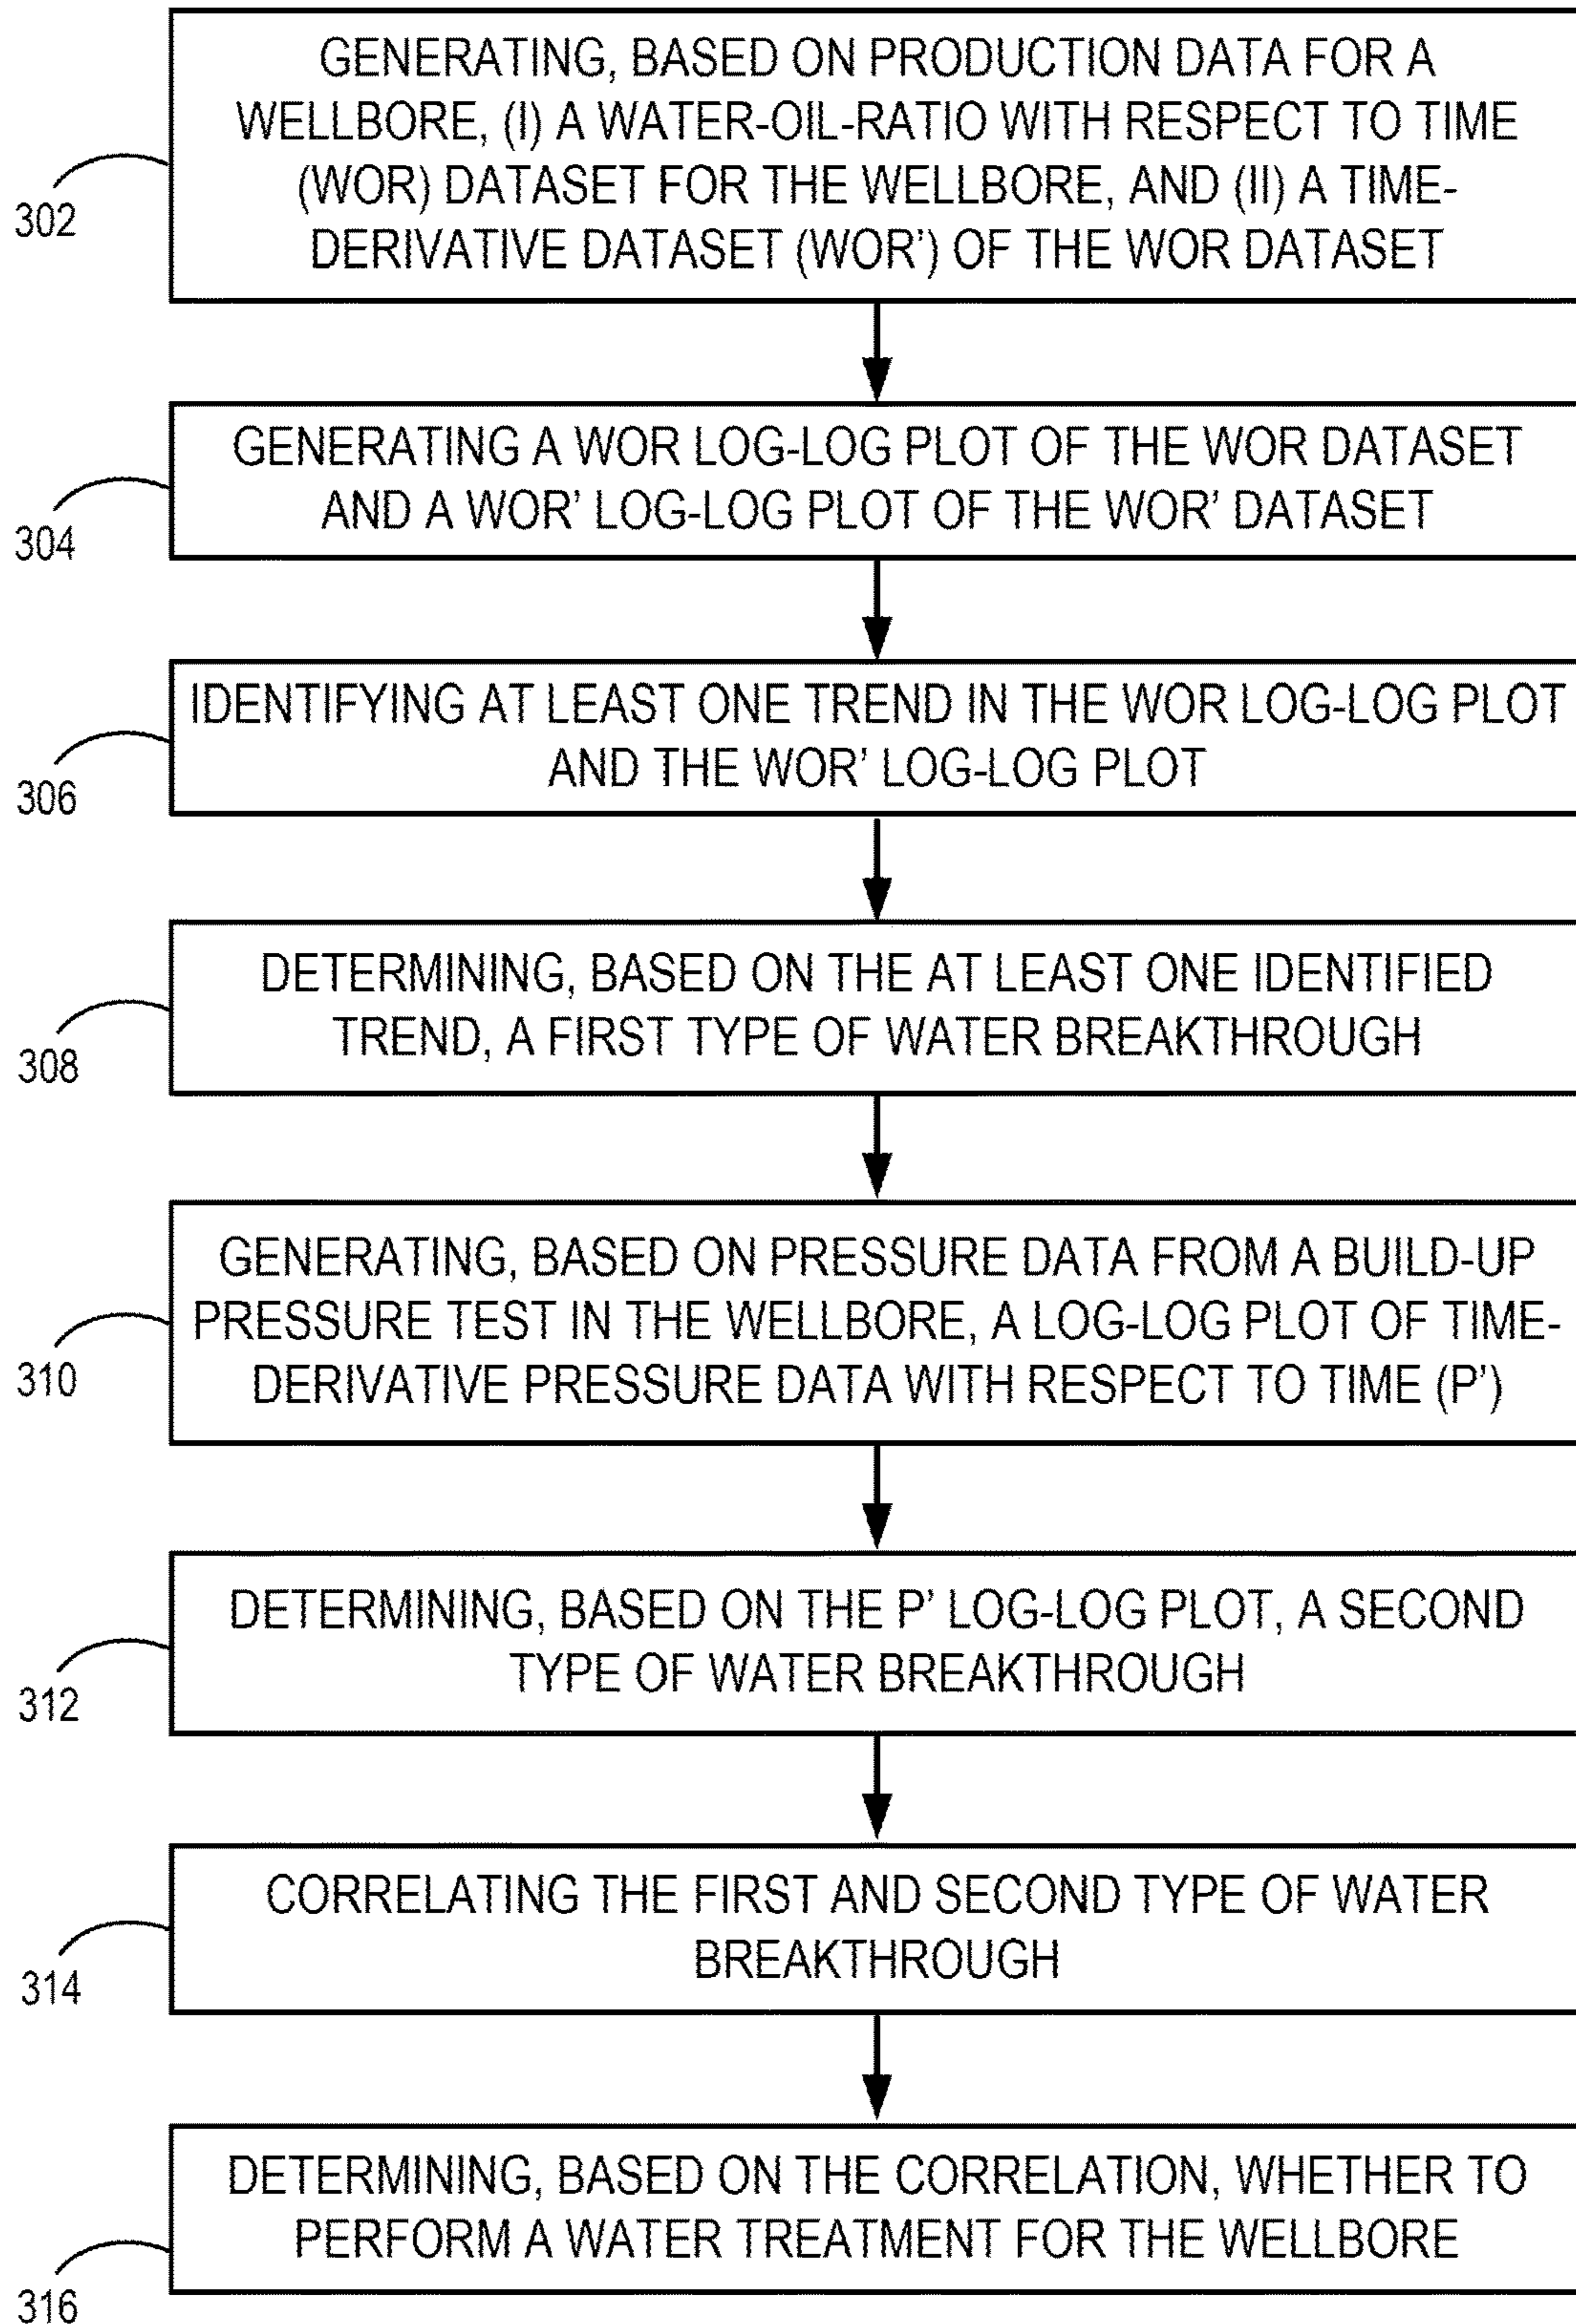 GENERATING, BASED ON PRODUCTION DATA FOR A
WELLBORE, (I) A WATER-OIL-RATIO WITH RESPECT TO TIME
(WOR) DATASET FOR THE WELLBORE, AND (II) A TIME-
DERIVATIVE DATASET (WOR') OF THE WOR DATASET
302
GENERATING A WOR LOG-LOG PLOT OF THE WOR DATASET
AND A WOR' LOG-LOG PLOT OF THE WOR' DATASET
304
IDENTIFYING AT LEAST ONE TREND IN THE WOR LOG-LOG PLOT
AND THE WOR' LOG-LOG PLOT
306
DETERMINING, BASED ON THE AT LEAST ONE IDENTIFIED
TREND, A FIRST TYPE OF WATER BREAKTHROUGH
308
GENERATING, BASED ON PRESSURE DATA FROM A BUILD-UP
PRESSURE TEST IN THE WELLBORE, A LOG-LOG PLOT OF TIME-
DERIVATIVE PRESSURE DATA WITH RESPECT TO TIME (P')
310
DETERMINING, BASED ON THE P' LOG-LOG PLOT, A SECOND
TYPE OF WATER BREAKTHROUGH
312
CORRELATING THE FIRST AND SECOND TYPE OF WATER
BREAKTHROUGH
314
DETERMINING, BASED ON THE CORRELATION, WHETHER TO
PERFORM A WATER TREATMENT FOR THE WELLBORE
316